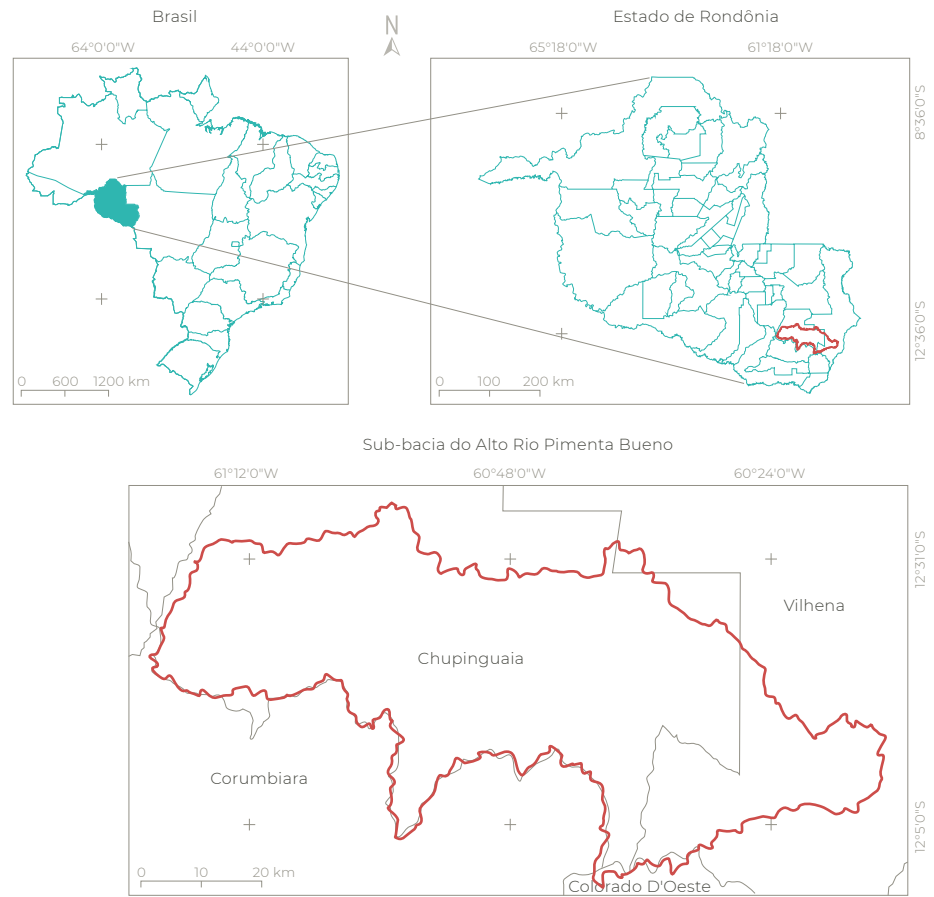 Brasil
N
Estado de Rondônia
64°0'0"W 44°0'0"W
65°18'0"W 61°18'0"W
8°36'0"S
12°36'0"S
0 600 1200 km
0 100 200 km
Sub-bacia do Alto Rio Pimenta Bueno
61°12'0"W 60°48'0"W 60°24'0"W
12°31'0"S
Vilhena
Chupinguaia
Corumbiara
12°5'0"S
0 10 20 km
Colorado D'Oeste